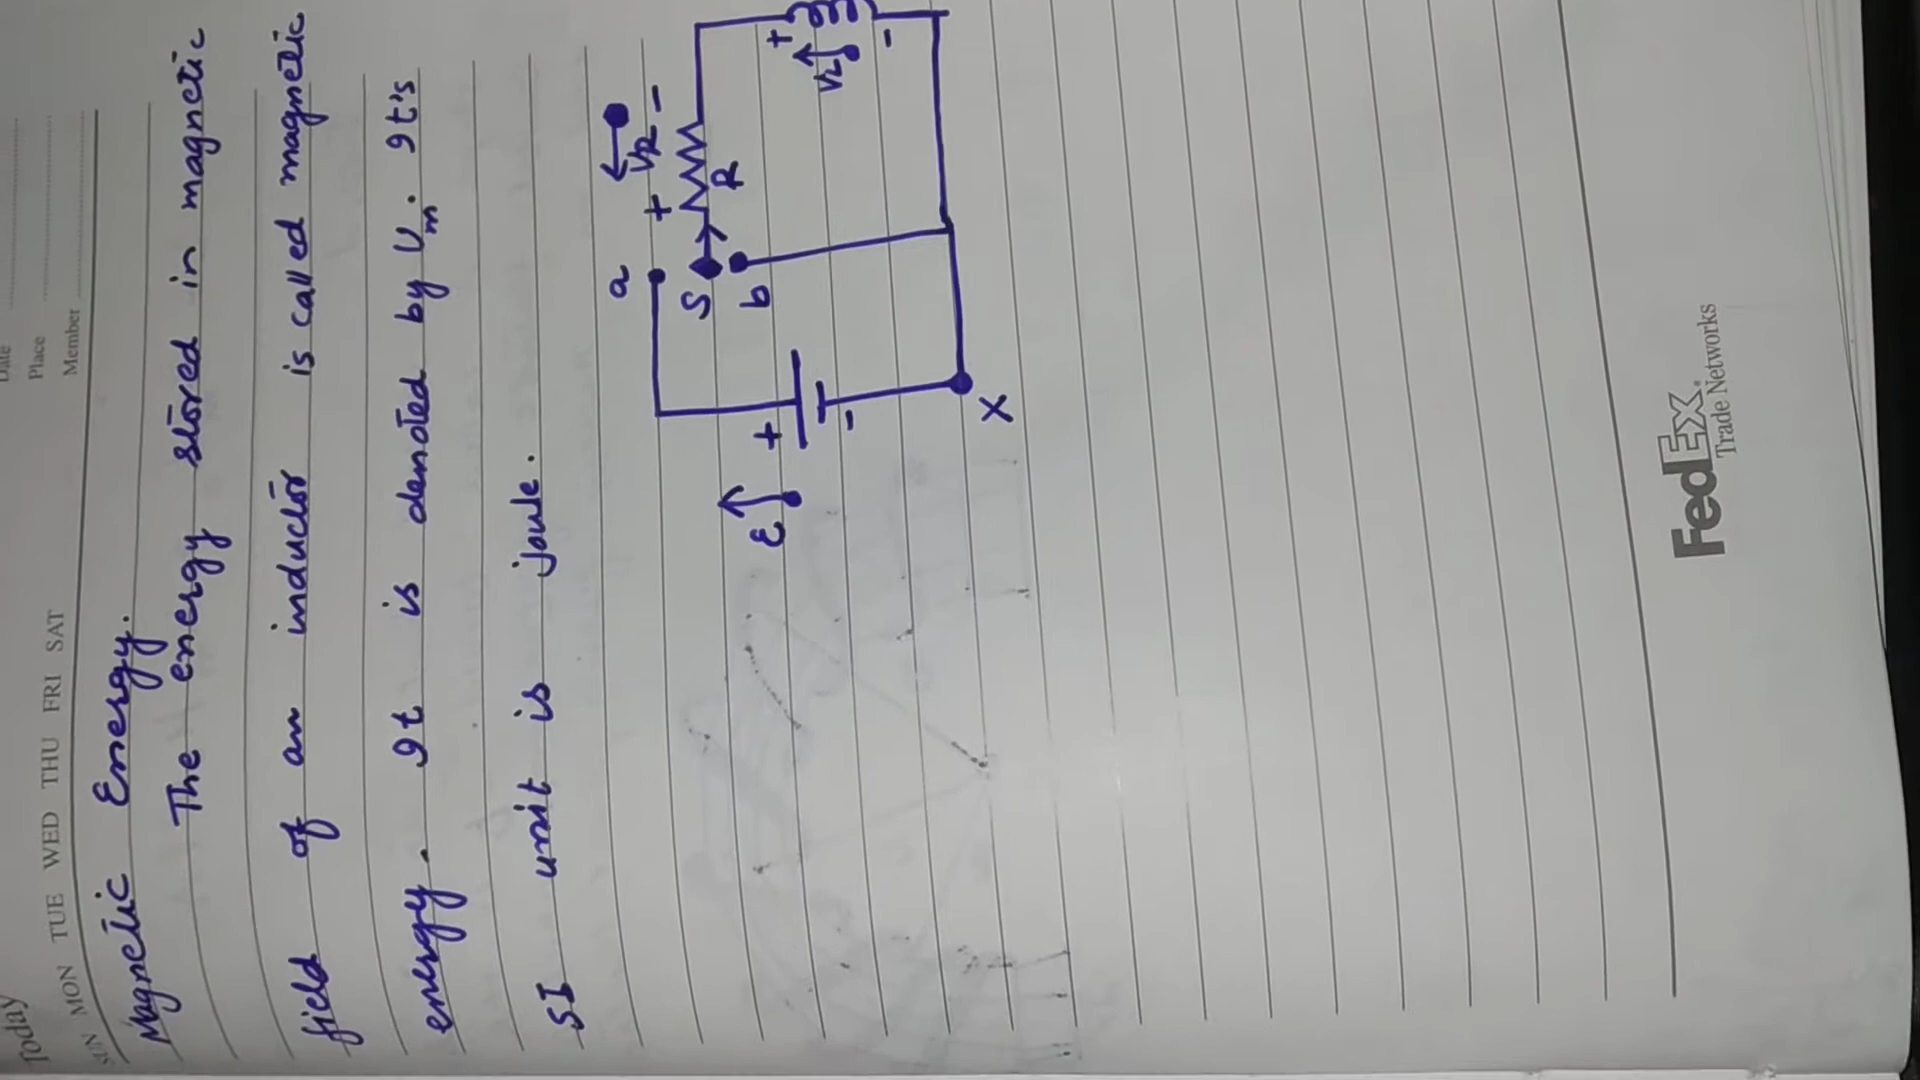 Today
SUN MON TUE WED THU FRI SAT
Date
Place
Member
Magnetic Energy.
The energy stored in magnetic
field of an inductor is called magnetic
energy. It is denoted by Um. It's
SI unit is joule.
a
+ VR -
S
R
b
+
VL
-
ε
+
-
X
FedEx.
Trade Networks